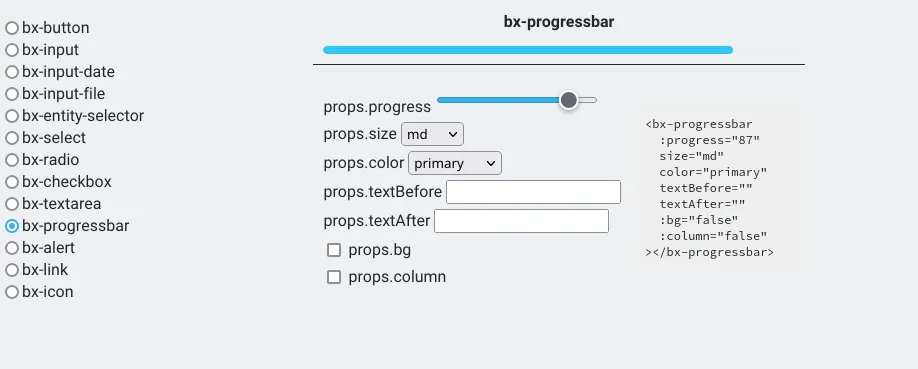 bx-button
bx-input
bx-input-date
bx-input-file
bx-entity-selector
bx-select
bx-radio
bx-checkbox
bx-textarea
bx-progressbar
bx-alert
bx-link
bx-icon
bx-progressbar
props.progress
props.size md
props.color primary
props.textBefore
props.textAfter
props.bg
props.column
<bx-progressbar
  :progress="87"
  size="md"
  color="primary"
  textBefore=""
  textAfter=""
  :bg="false"
  :column="false"
></bx-progressbar>